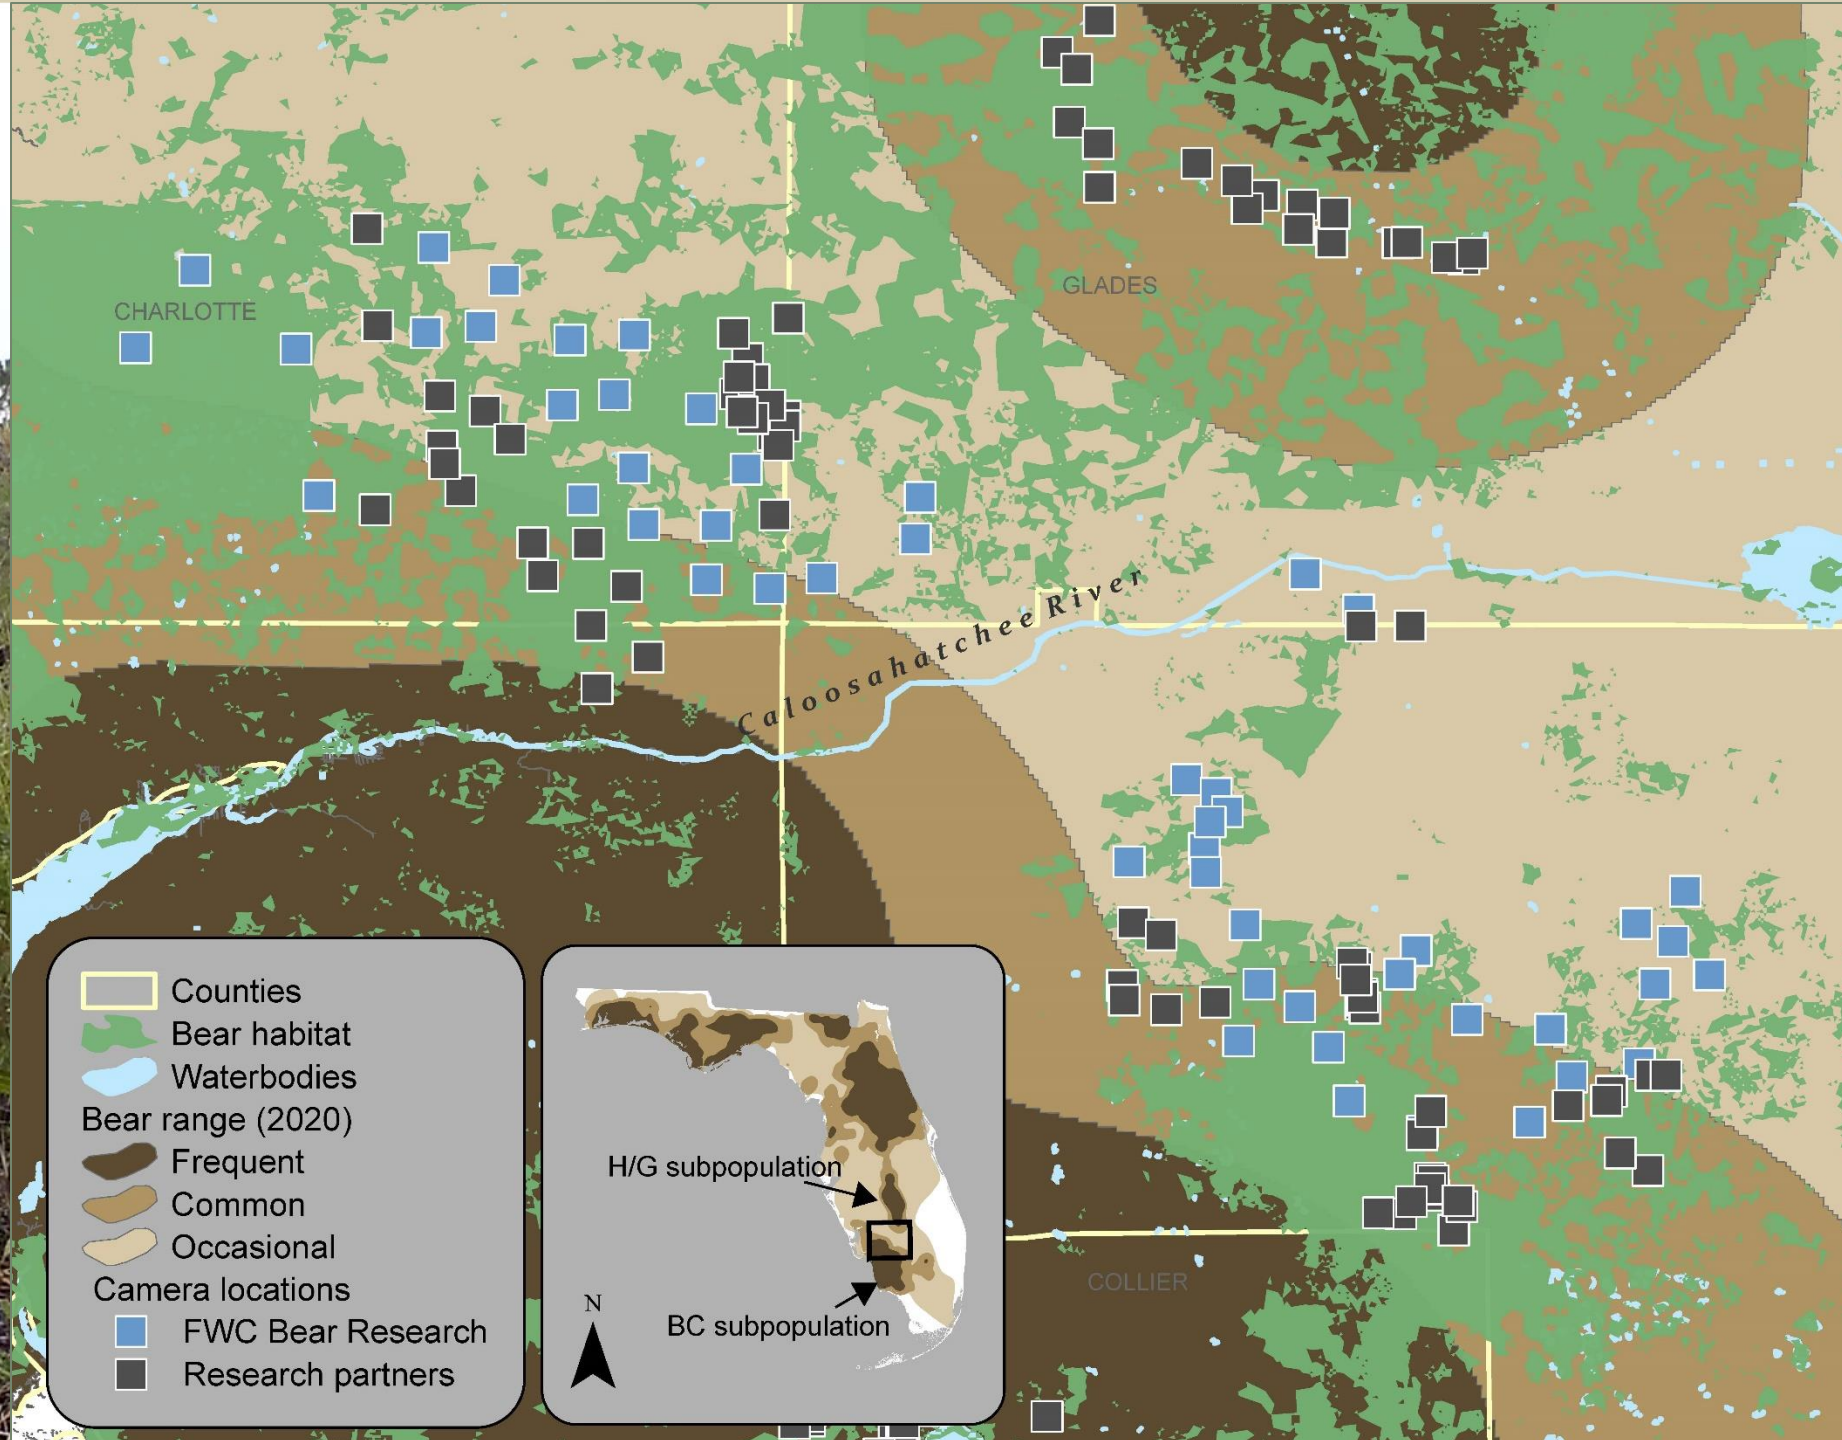 CHARLOTTE
GLADES
Caloosahatchee River
COLLIER
Counties
Bear habitat
Waterbodies
Bear range (2020)
Frequent
Common
Occasional
Camera locations
FWC Bear Research
Research partners
H/G subpopulation
BC subpopulation
N